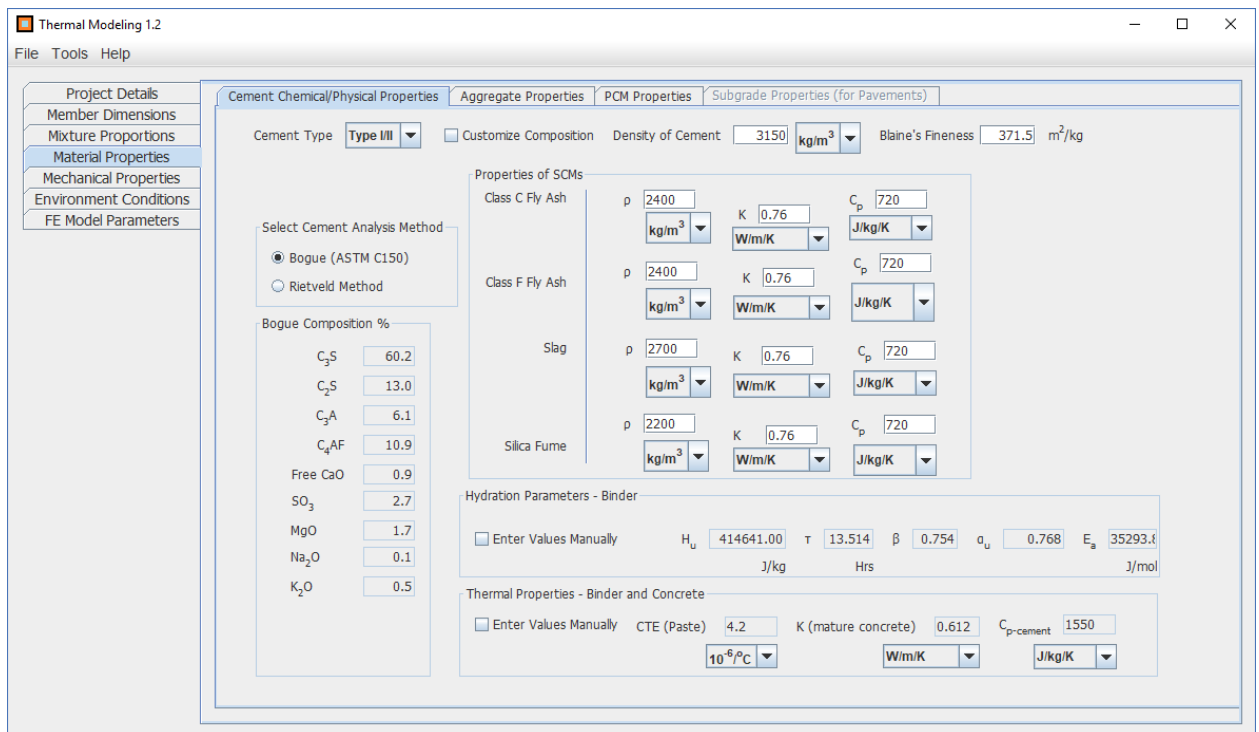 Thermal Modeling 1.2
File Tools Help
Project Details
Member Dimensions
Mixture Proportions
Material Properties
Mechanical Properties
Environment Conditions
FE Model Parameters
Cement Chemical/Physical Properties Aggregate Properties PCM Properties Subgrade Properties (for Pavements)
Cement Type Type I/II Customize Composition Density of Cement 3150 kg/m³ Blaine's Fineness 371.5 m²/kg
Select Cement Analysis Method
Bogue (ASTM C150)
Rietveld Method
Bogue Composition %
C₃S 60.2
C₂S 13.0
C₃A 6.1
C₄AF 10.9
Free CaO 0.9
SO₃ 2.7
MgO 1.7
Na₂O 0.1
K₂O 0.5
Properties of SCMs
Class C Fly Ash ρ 2400 K 0.76 Cₚ 720
kg/m³ W/m/K J/kg/K
Class F Fly Ash ρ 2400 K 0.76 Cₚ 720
kg/m³ W/m/K J/kg/K
Slag ρ 2700 K 0.76 Cₚ 720
kg/m³ W/m/K J/kg/K
Silica Fume ρ 2200 K 0.76 Cₚ 720
kg/m³ W/m/K J/kg/K
Hydration Parameters - Binder
Enter Values Manually Hᵤ 414641.00 τ 13.514 β 0.754 αᵤ 0.768 Eₐ 35293.
J/kg Hrs J/mol
Thermal Properties - Binder and Concrete
Enter Values Manually CTE (Paste) 4.2 K (mature concrete) 0.612 Cₚ₋cement 1550
10⁻⁶/°C W/m/K J/kg/K